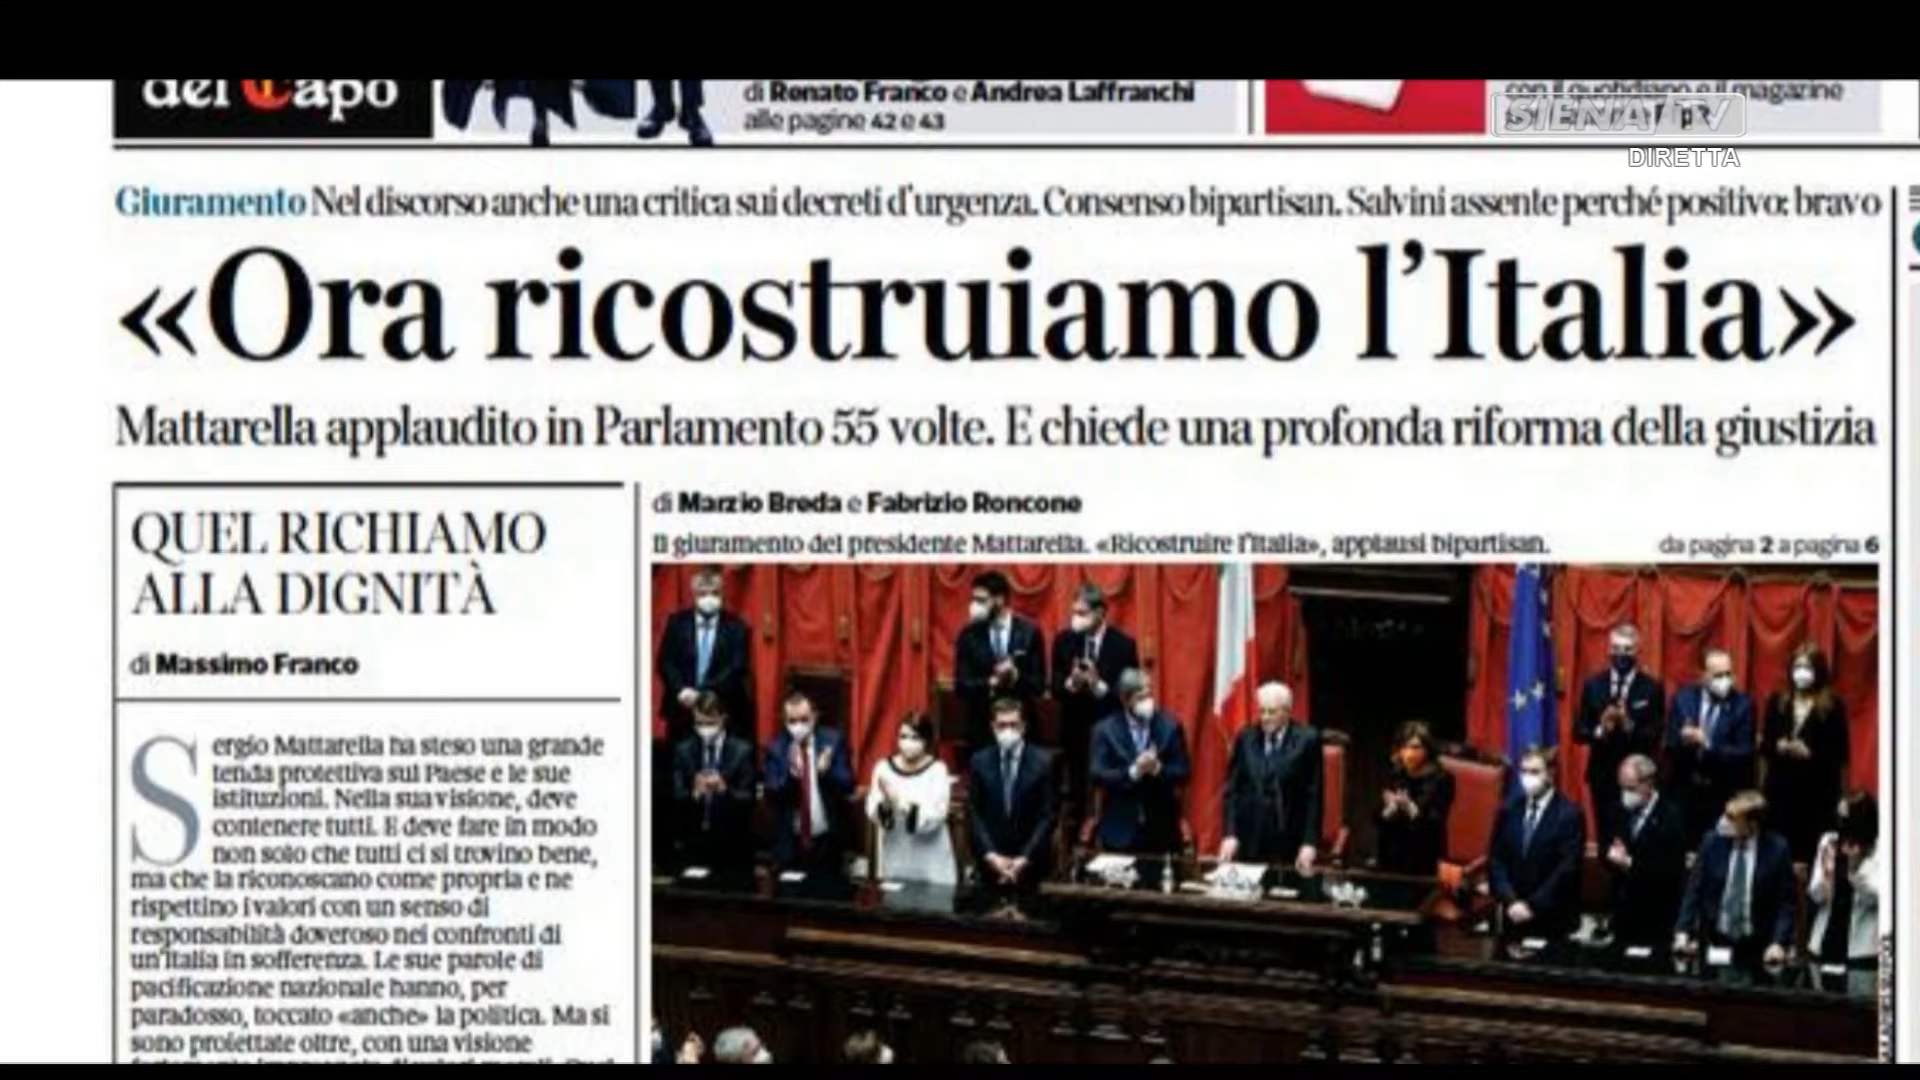 del Capo
di Renato Franco e Andrea Laffranchi
alle pagine 42 e 43
con il quotidiano e il magazine
SIENA TV
DIRETTA
Giuramento Nel discorso anche una critica sui decreti d'urgenza. Consenso bipartisan. Salvini assente perché positivo: bravo
«Ora ricostruiamo l'Italia»
Mattarella applaudito in Parlamento 55 volte. E chiede una profonda riforma della giustizia
QUEL RICHIAMO
ALLA DIGNITÀ
di Massimo Franco
Sergio Mattarella ha steso una grande
tenda protettiva sul Paese e le sue
istituzioni. Nella sua visione, deve
contenere tutti. E deve fare in modo
non solo che tutti ci si trovino bene,
ma che la riconoscano come propria e ne
rispettino i valori con un senso di
responsabilità doveroso nei confronti di
un'Italia in sofferenza. Le sue parole di
pacificazione nazionale hanno, per
paradosso, toccato «anche» la politica. Ma si
sono proiettate oltre, con una visione
di Marzio Breda e Fabrizio Roncone
Il giuramento del presidente Mattarella. «Ricostruire l'Italia», applausi bipartisan.
da pagina 2 a pagina 6